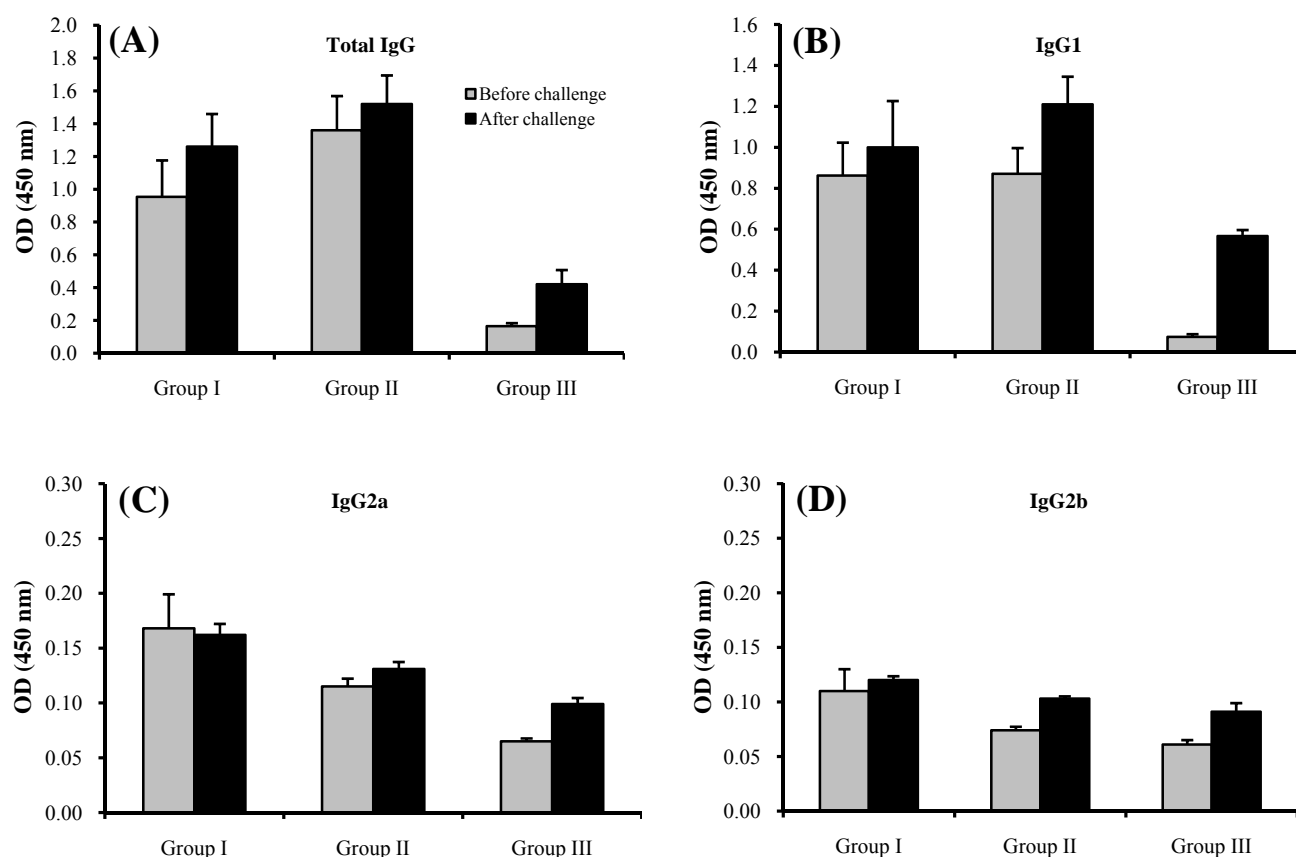 (A)
Total IgG
Before challenge
After challenge
OD (450 nm)
2.0
1.8
1.6
1.4
1.2
1.0
0.8
0.6
0.4
0.2
0.0
Group I Group II Group III
(B)
IgG1
OD (450 nm)
1.6
1.4
1.2
1.0
0.8
0.6
0.4
0.2
0.0
Group I Group II Group III
(C)
IgG2a
OD (450 nm)
0.30
0.25
0.20
0.15
0.10
0.05
0.00
Group I Group II Group III
(D)
IgG2b
OD (450 nm)
0.30
0.25
0.20
0.15
0.10
0.05
0.00
Group I Group II Group III